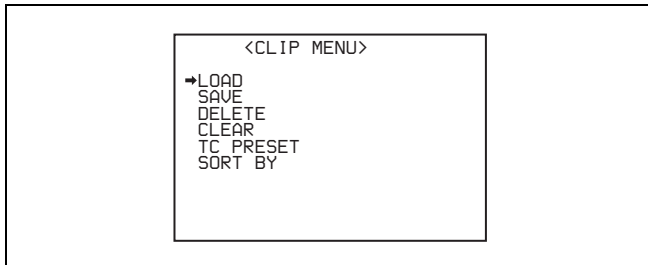 <CLIP MENU>
➡LOAD
SAVE
DELETE
CLEAR
TC PRESET
SORT BY